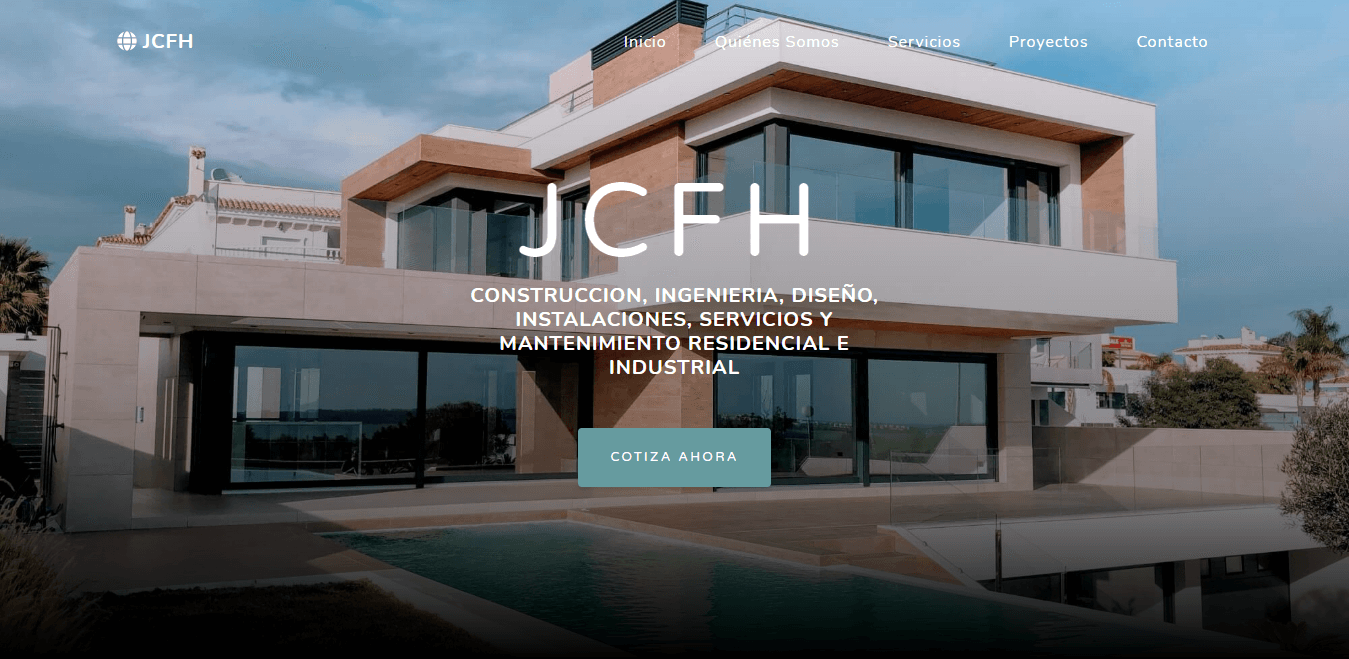 JCFH
Inicio
Quiénes Somos
Servicios
Proyectos
Contacto
JCFH
CONSTRUCCION, INGENIERIA, DISEÑO,
INSTALACIONES, SERVICIOS Y
MANTENIMIENTO RESIDENCIAL E
INDUSTRIAL
COTIZA AHORA